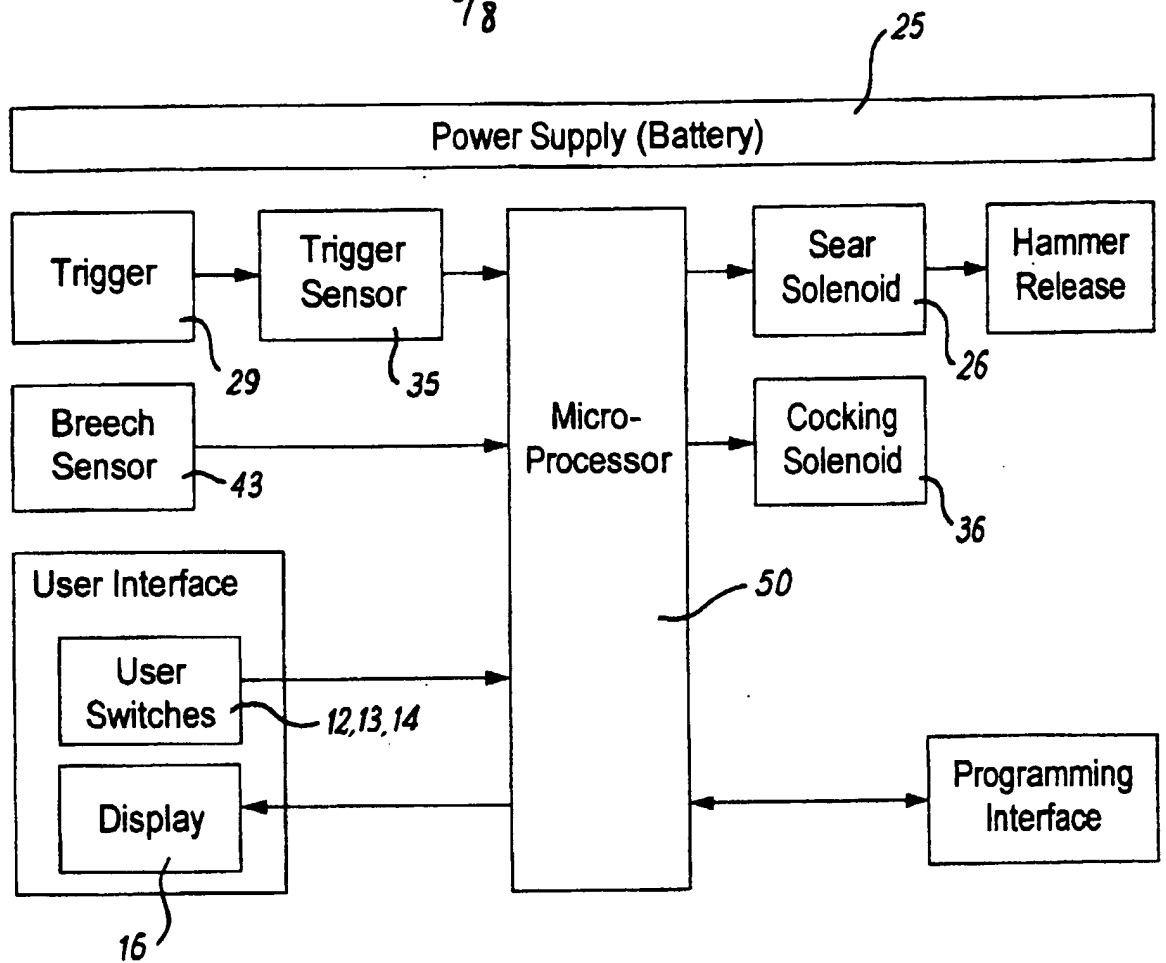 /8
25
Power Supply (Battery)
Trigger
29
Trigger
Sensor
35
Sear
Solenoid
26
Hammer
Release
Breech
Sensor
43
Micro-
Processor
50
Cocking
Solenoid
36
User Interface
User
Switches
12,13,14
Display
16
Programming
Interface